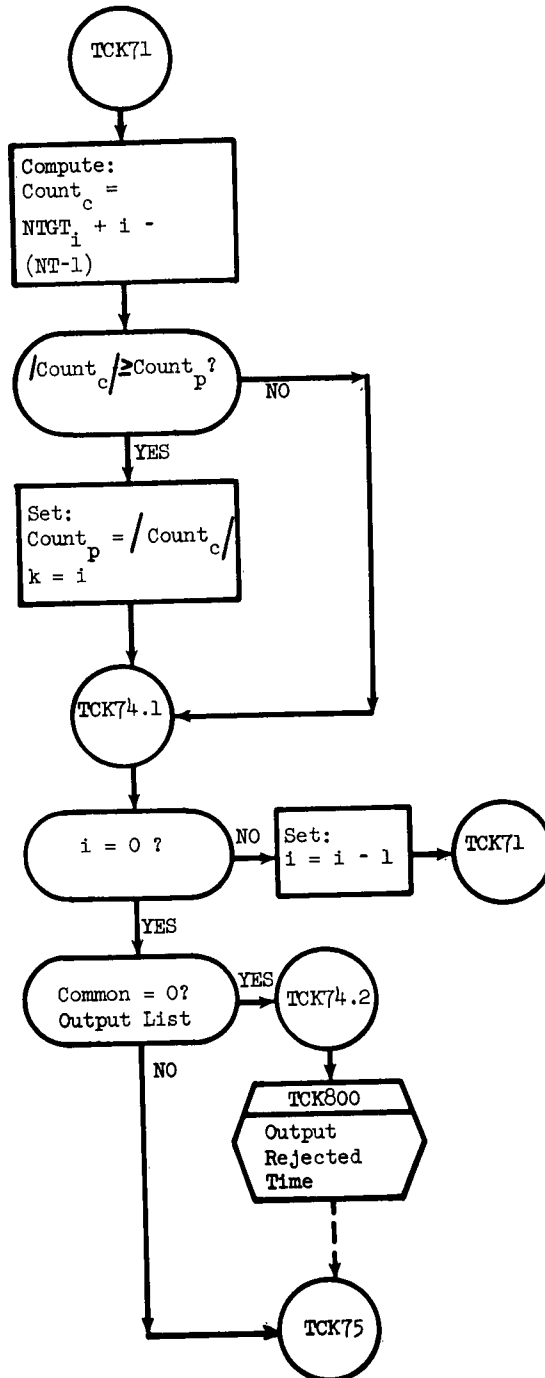 TCK71
Compute:
Count_c =
NTGT_i + i -
(NT-1)
/Count_c/≥Count_p?
NO
YES
Set:
Count_p = /Count_c/
k = i
TCK74.1
i = 0 ?
NO
Set:
i = i - 1
TCK71
YES
Common = 0?
Output List
YES
TCK74.2
NO
TCK800
Output
Rejected
Time
TCK75